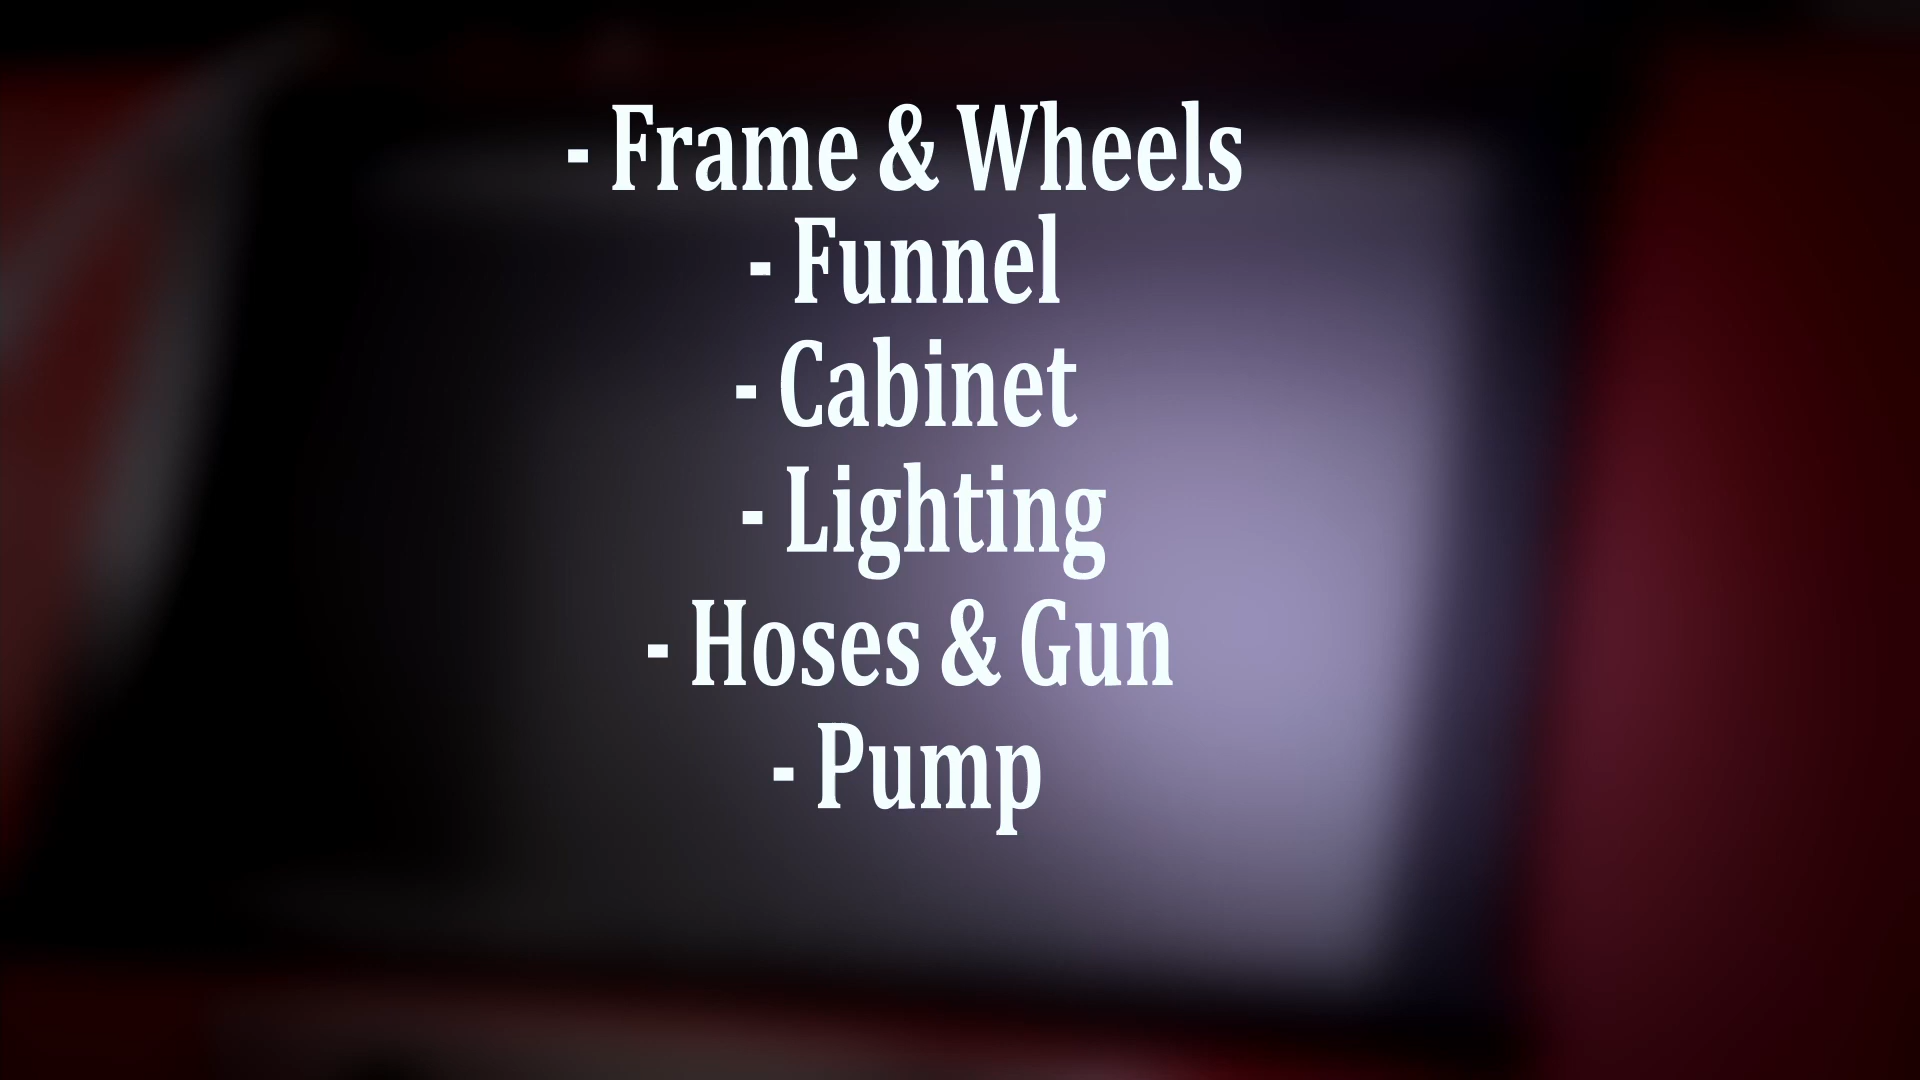 - Frame & Wheels
- Funnel
- Cabinet
- Lighting
- Hoses & Gun
- Pump